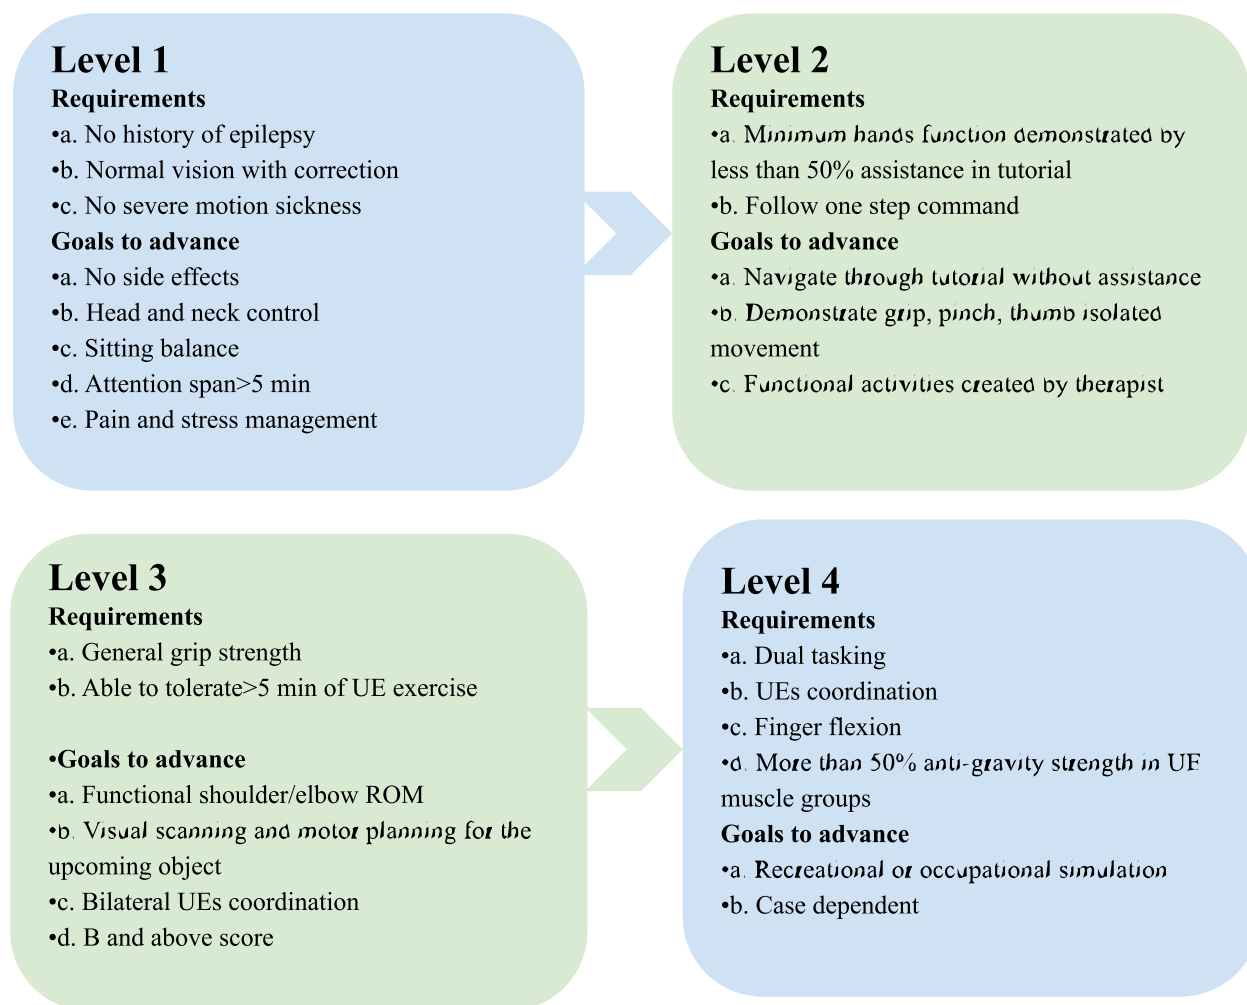 Level 1
Requirements
•a. No history of epilepsy
•b. Normal vision with correction
•c. No severe motion sickness
Goals to advance
•a. No side effects
•b. Head and neck control
•c. Sitting balance
•d. Attention span>5 min
•e. Pain and stress management
Level 2
Requirements
•a. Minimum hands function demonstrated by
less than 50% assistance in tutorial
•b. Follow one step command
Goals to advance
•a. Navigate through tutorial without assistance
•b. Demonstrate grip, pinch, thumb isolated
movement
•c. Functional activities created by therapist
Level 3
Requirements
•a. General grip strength
•b. Able to tolerate>5 min of UE exercise
•Goals to advance
•a. Functional shoulder/elbow ROM
•b. Visual scanning and motor planning for the
upcoming object
•c. Bilateral UEs coordination
•d. B and above score
Level 4
Requirements
•a. Dual tasking
•b. UEs coordination
•c. Finger flexion
•d. More than 50% anti-gravity strength in UE
muscle groups
Goals to advance
•a. Recreational or occupational simulation
•b. Case dependent